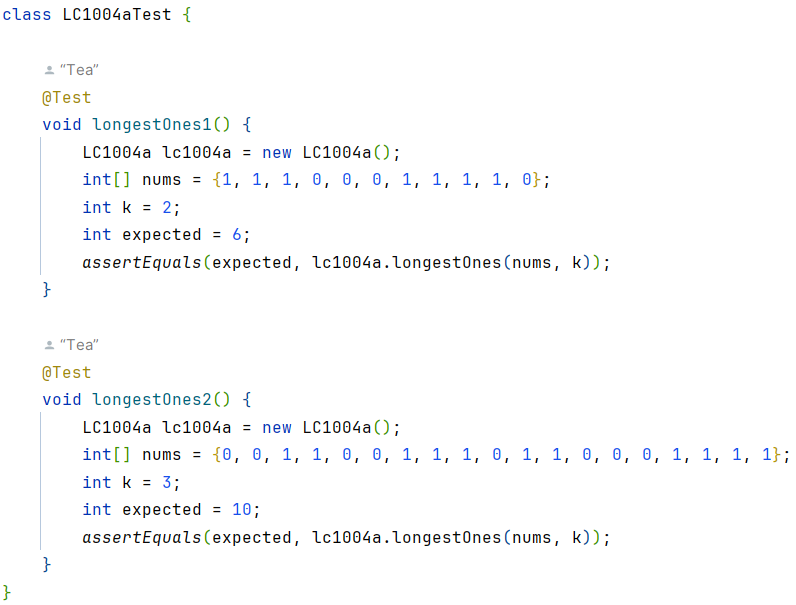 class LC1004aTest {
“Tea”
@Test
void longestOnes1() {
LC1004a lc1004a = new LC1004a();
int[] nums = {1, 1, 1, 0, 0, 0, 1, 1, 1, 1, 0};
int k = 2;
int expected = 6;
assertEquals(expected, lc1004a.longestOnes(nums, k));
}
“Tea”
@Test
void longestOnes2() {
LC1004a lc1004a = new LC1004a();
int[] nums = {0, 0, 1, 1, 0, 0, 1, 1, 1, 0, 1, 1, 0, 0, 0, 1, 1, 1, 1};
int k = 3;
int expected = 10;
assertEquals(expected, lc1004a.longestOnes(nums, k));
}
}